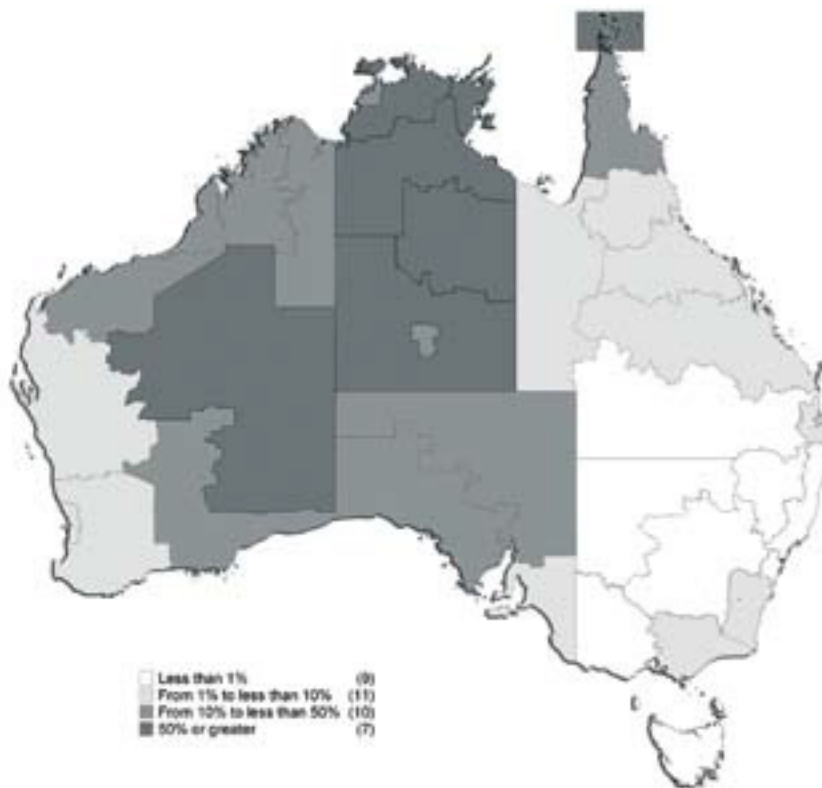 Less than 1% (9)
From 1% to less than 10% (11)
From 10% to less than 50% (10)
50% or greater (7)